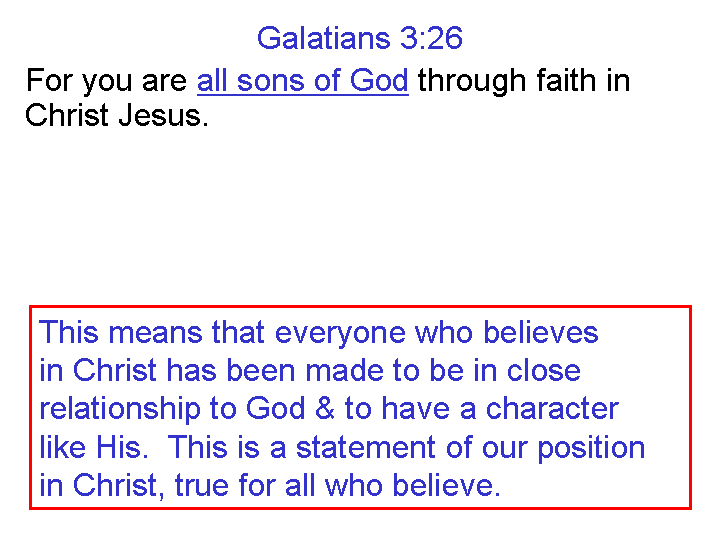 Galatians 3:26
For you are all sons of God through faith in
Christ Jesus.
This means that everyone who believes
in Christ has been made to be in close
relationship to God & to have a character
like His.  This is a statement of our position
in Christ, true for all who believe.